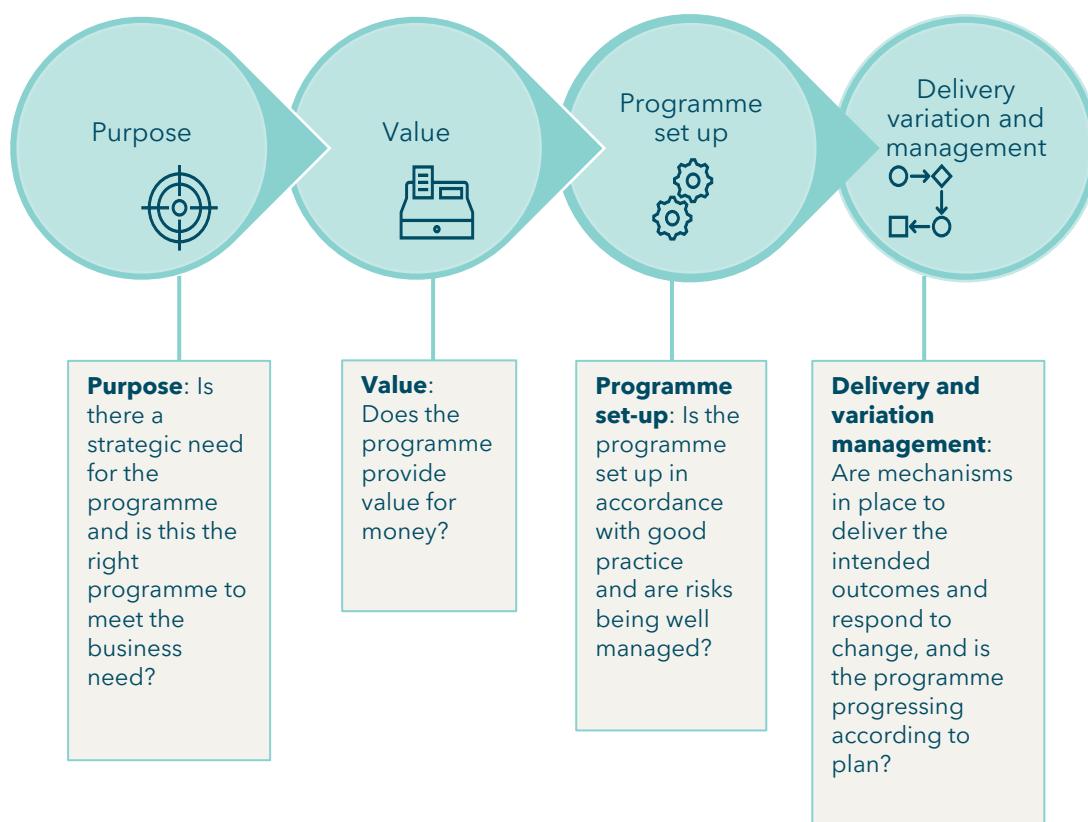 Purpose
Value
Programme
set up
Delivery
variation and
management
Purpose: Is
there a
strategic need
for the
programme
and is this the
right
programme to
meet the
business
need?
Value:
Does the
programme
provide
value for
money?
Programme
set-up: Is the
programme
set up in
accordance
with good
practice
and are risks
being well
managed?
Delivery and
variation
management:
Are mechanisms
in place to
deliver the
intended
outcomes and
respond to
change, and is
the programme
progressing
according to
plan?